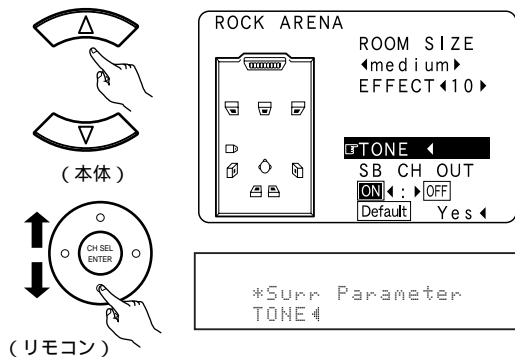 (本体)
CH SEL
ENTER
(リモコン)
ROCK ARENA
ROOM SIZE
◀medium▶
EFFECT◀10▶
☞TONE ◀
SB CH OUT
ON◀:▶OFF
Default Yes◀
*Surr Parameter
TONE◀